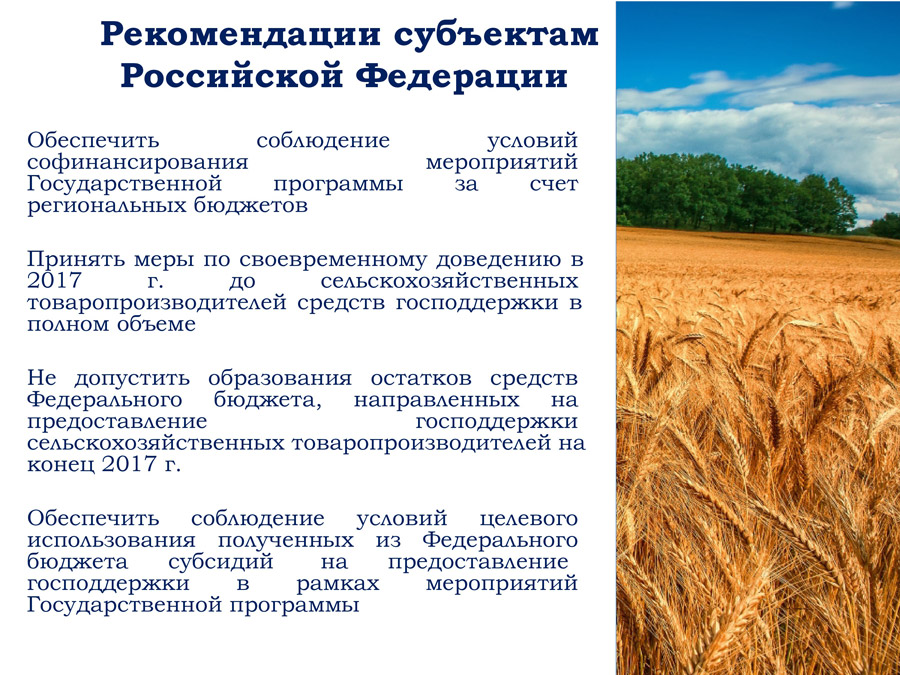 Рекомендации субъектам
Российской Федерации
Обеспечить соблюдение условий
софинансирования мероприятий
Государственной программы за счет
региональных бюджетов
Принять меры по своевременному доведению в
2017 г. до сельскохозяйственных
товаропроизводителей средств господдержки в
полном объеме
Не допустить образования остатков средств
Федерального бюджета, направленных на
предоставление господдержки
сельскохозяйственных товаропроизводителей на
конец 2017 г.
Обеспечить соблюдение условий целевого
использования полученных из Федерального
бюджета субсидий на предоставление
господдержки в рамках мероприятий
Государственной программы